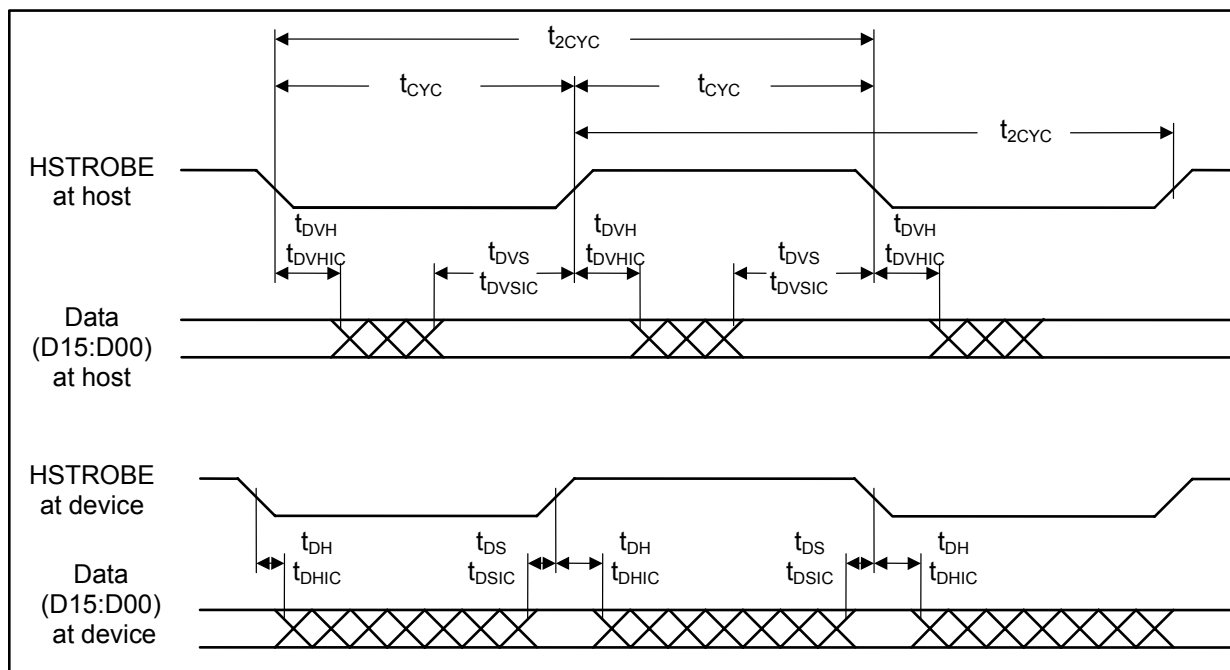 t2CYC
tCYC tCYC
t2CYC
HSTROBE
at host
tDVH tDVH tDVH
tDVHIC tDVS tDVHIC tDVS tDVHIC
tDVSIC tDVSIC
Data
(D15:D00)
at host
HSTROBE
at device
tDH tDS tDH tDS tDH
tDHIC tDSIC tDHIC tDSIC tDHIC
Data
(D15:D00)
at device